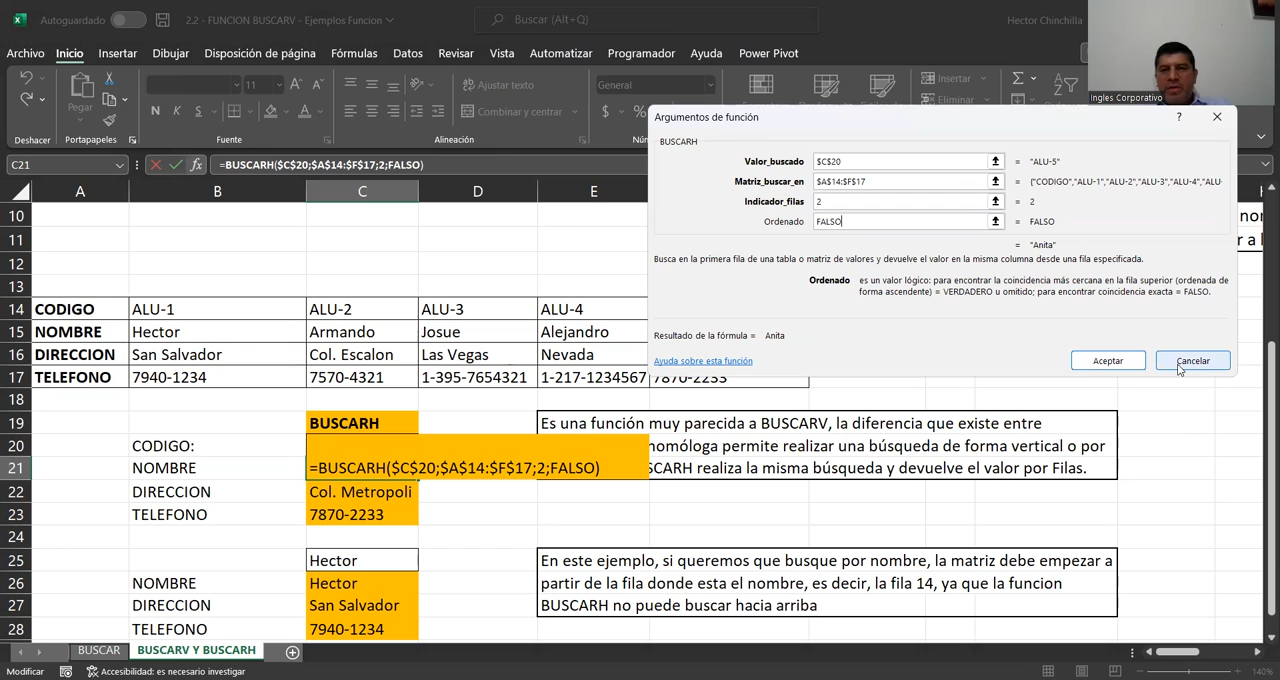 Autoguardado
2.2 - FUNCION BUSCARV - Ejemplos Funcion
Buscar (Alt+Q)
Hector Chinchilla
Ingles Corporativo
Archivo Inicio Insertar Dibujar Disposición de página Fórmulas Datos Revisar Vista Automatizar Programador Ayuda Power Pivot
Pegar
11
N K S
Ajustar texto
Combinar y centrar
General
$ %
Insertar
Eliminar
Deshacer Portapapeles Fuente Alineación
C21 fx =BUSCARH($C$20;$A$14:$F$17;2;FALSO)
Argumentos de función ?
BUSCARH
Valor_buscado $C$20 = "ALU-5"
Matriz_buscar_en $A$14:$F$17 = {"CODIGO","ALU-1","ALU-2","ALU-3","ALU-4","ALU-
Indicador_filas 2 = 2
Ordenado FALSO = FALSO
= "Anita"
Busca en la primera fila de una tabla o matriz de valores y devuelve el valor en la misma columna desde una fila especificada.
Ordenado es un valor lógico: para encontrar la coincidencia más cercana en la fila superior (ordenada de
forma ascendente) = VERDADERO u omitido; para encontrar coincidencia exacta = FALSO.
Resultado de la fórmula = Anita
Ayuda sobre esta función
Aceptar Cancelar
A B C D E
10
11
12
13
14 CODIGO ALU-1 ALU-2 ALU-3 ALU-4
15 NOMBRE Hector Armando Josue Alejandro
16 DIRECCION San Salvador Col. Escalon Las Vegas Nevada
17 TELEFONO 7940-1234 7570-4321 1-395-7654321 1-217-1234567 7870-2233
18
19 BUSCARH Es una función muy parecida a BUSCARV, la diferencia que existe entre
20 CODIGO: omóloga permite realizar una búsqueda de forma vertical o por
21 NOMBRE =BUSCARH($C$20;$A$14:$F$17;2;FALSO) SCARH realiza la misma búsqueda y devuelve el valor por Filas.
22 DIRECCION Col. Metropoli
23 TELEFONO 7870-2233
24
25 Hector En este ejemplo, si queremos que busque por nombre, la matriz debe empezar a
26 NOMBRE Hector partir de la fila donde esta el nombre, es decir, la fila 14, ya que la funcion
27 DIRECCION San Salvador BUSCARH no puede buscar hacia arriba
28 TELEFONO 7940-1234
BUSCAR BUSCARV Y BUSCARH
Modificar Accesibilidad: es necesario investigar 140%